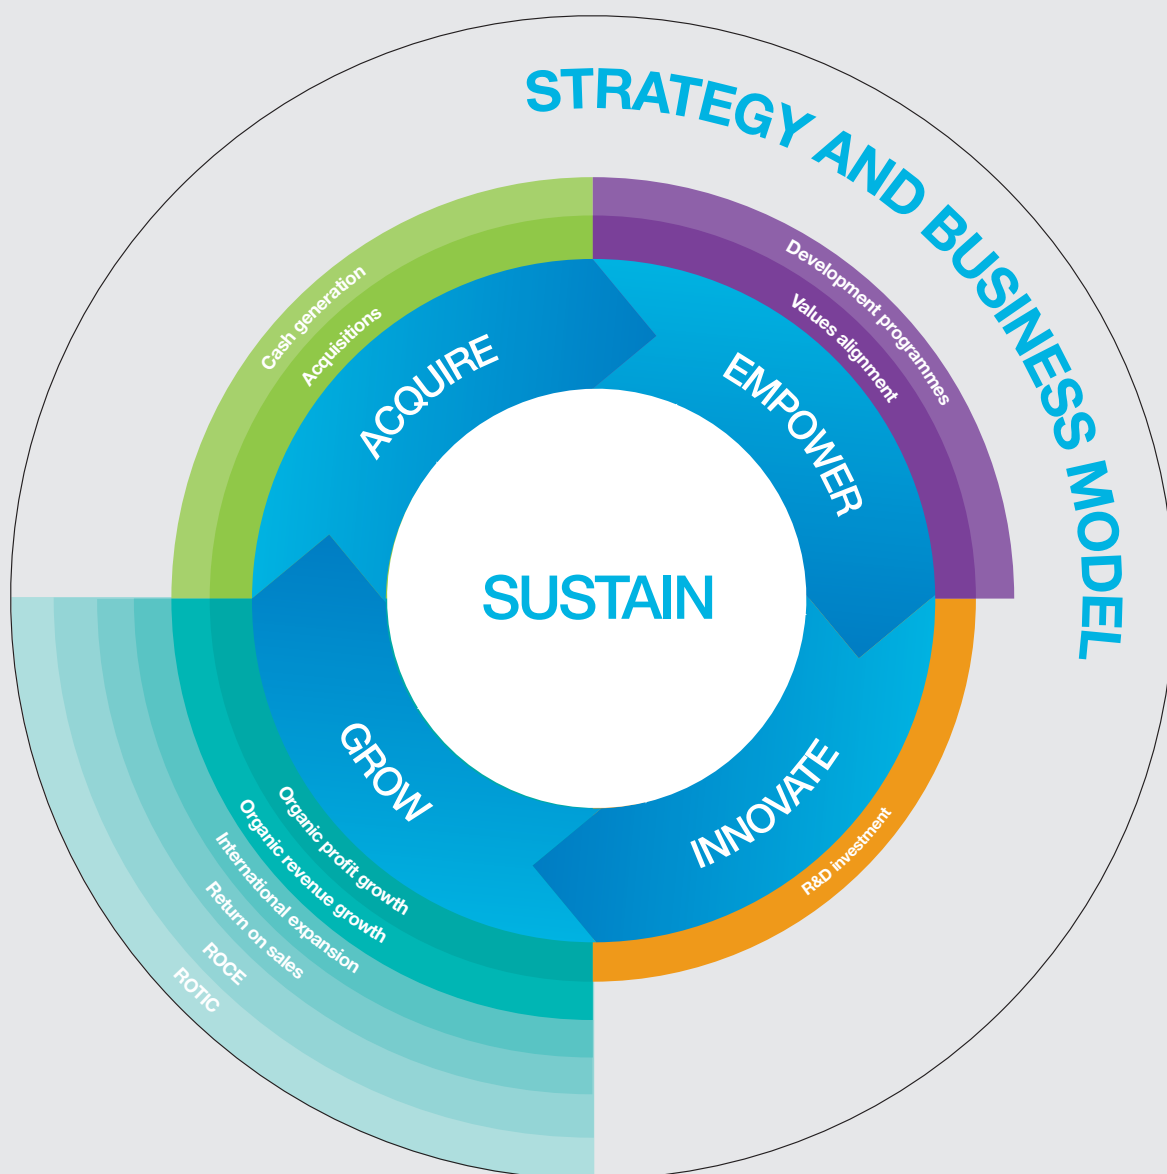 STRATEGY AND BUSINESS MODEL
Cash generation
Acquisitions
ACQUIRE
Development programmes
Values alignment
EMPOWER
SUSTAIN
GROW
Organic profit growth
Organic revenue growth
International expansion
Return on sales
ROCE
ROTIC
INNOVATE
R&D investment